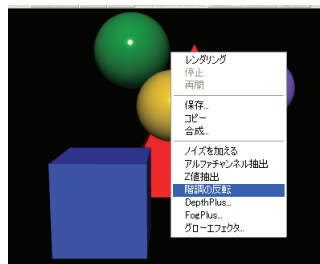 レンダリング
停止
再開
保存...
コピー
合成...
ノイズを加える
アルファチャンネル抽出
Z値抽出
階調の反転
DepthPlus...
FogPlus...
グローエフェクタ...